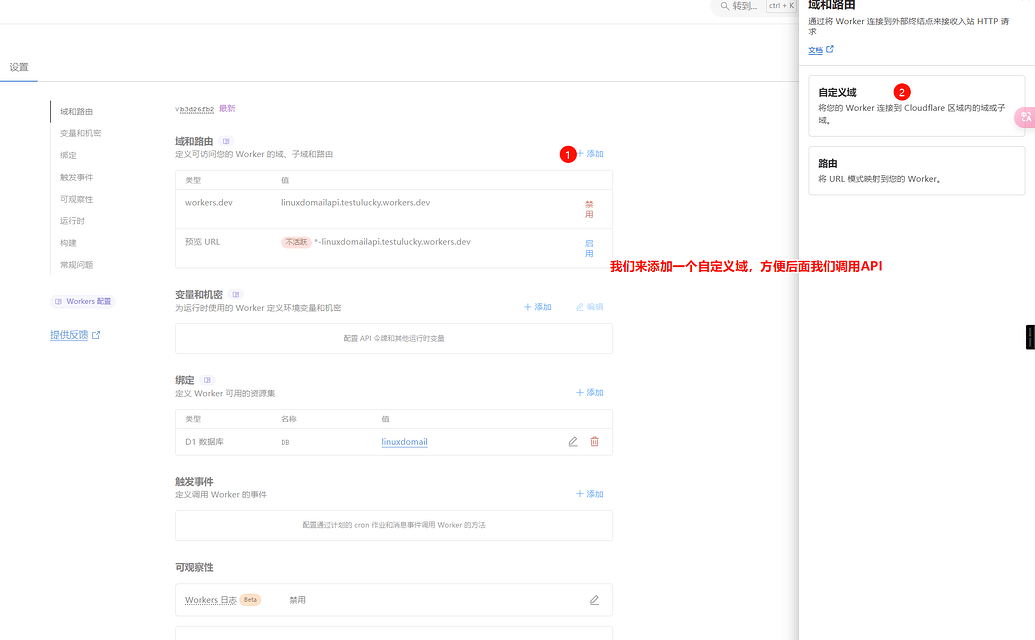 转到... ctrl + K
设置
域和路由
变量和机密
绑定
触发事件
可观察性
运行时
构建
常规问题
Workers 配置
提供反馈
vb3d26fb2 最新
域和路由
定义可访问您的 Worker 的域、子域和路由
1 + 添加
类型 值
workers.dev linuxdomailapi.testulucky.workers.dev 禁用
预览 URL 不活跃 *-linuxdomailapi.testulucky.workers.dev 启用
变量和机密
为运行时使用的 Worker 定义环境变量和机密
+ 添加 编辑
配置 API 令牌和其他运行时变量
绑定
定义 Worker 可用的资源集
+ 添加
类型 名称 值
D1 数据库 DB linuxdomail
触发事件
定义调用 Worker 的事件
+ 添加
配置通过计划的 cron 作业和消息事件调用 Worker 的方法
可观察性
Workers 日志 Beta 禁用
我们来添加一个自定义域，方便后面我们调用API
域和路由
通过将 Worker 连接到外部终结点来接收入站 HTTP 请
求
文档
自定义域 2
将您的 Worker 连接到 Cloudflare 区域内的域或子
域。
路由
将 URL 模式映射到您的 Worker。